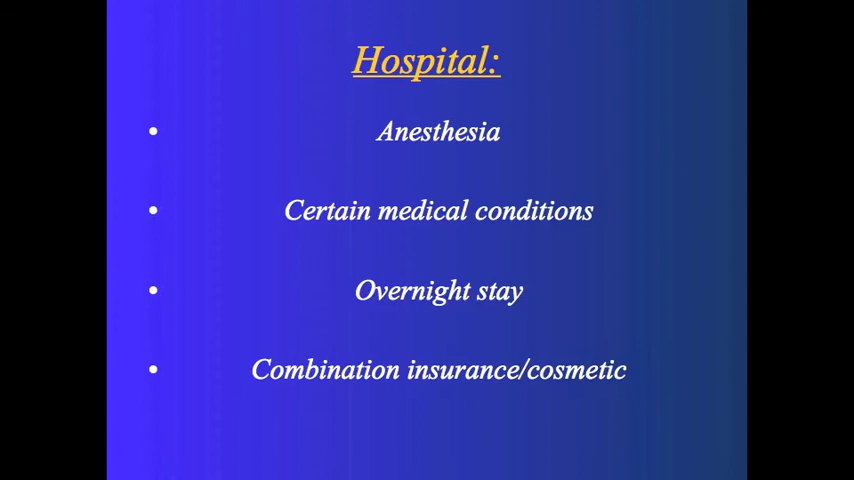 Hospital:
• Anesthesia
• Certain medical conditions
• Overnight stay
• Combination insurance/cosmetic